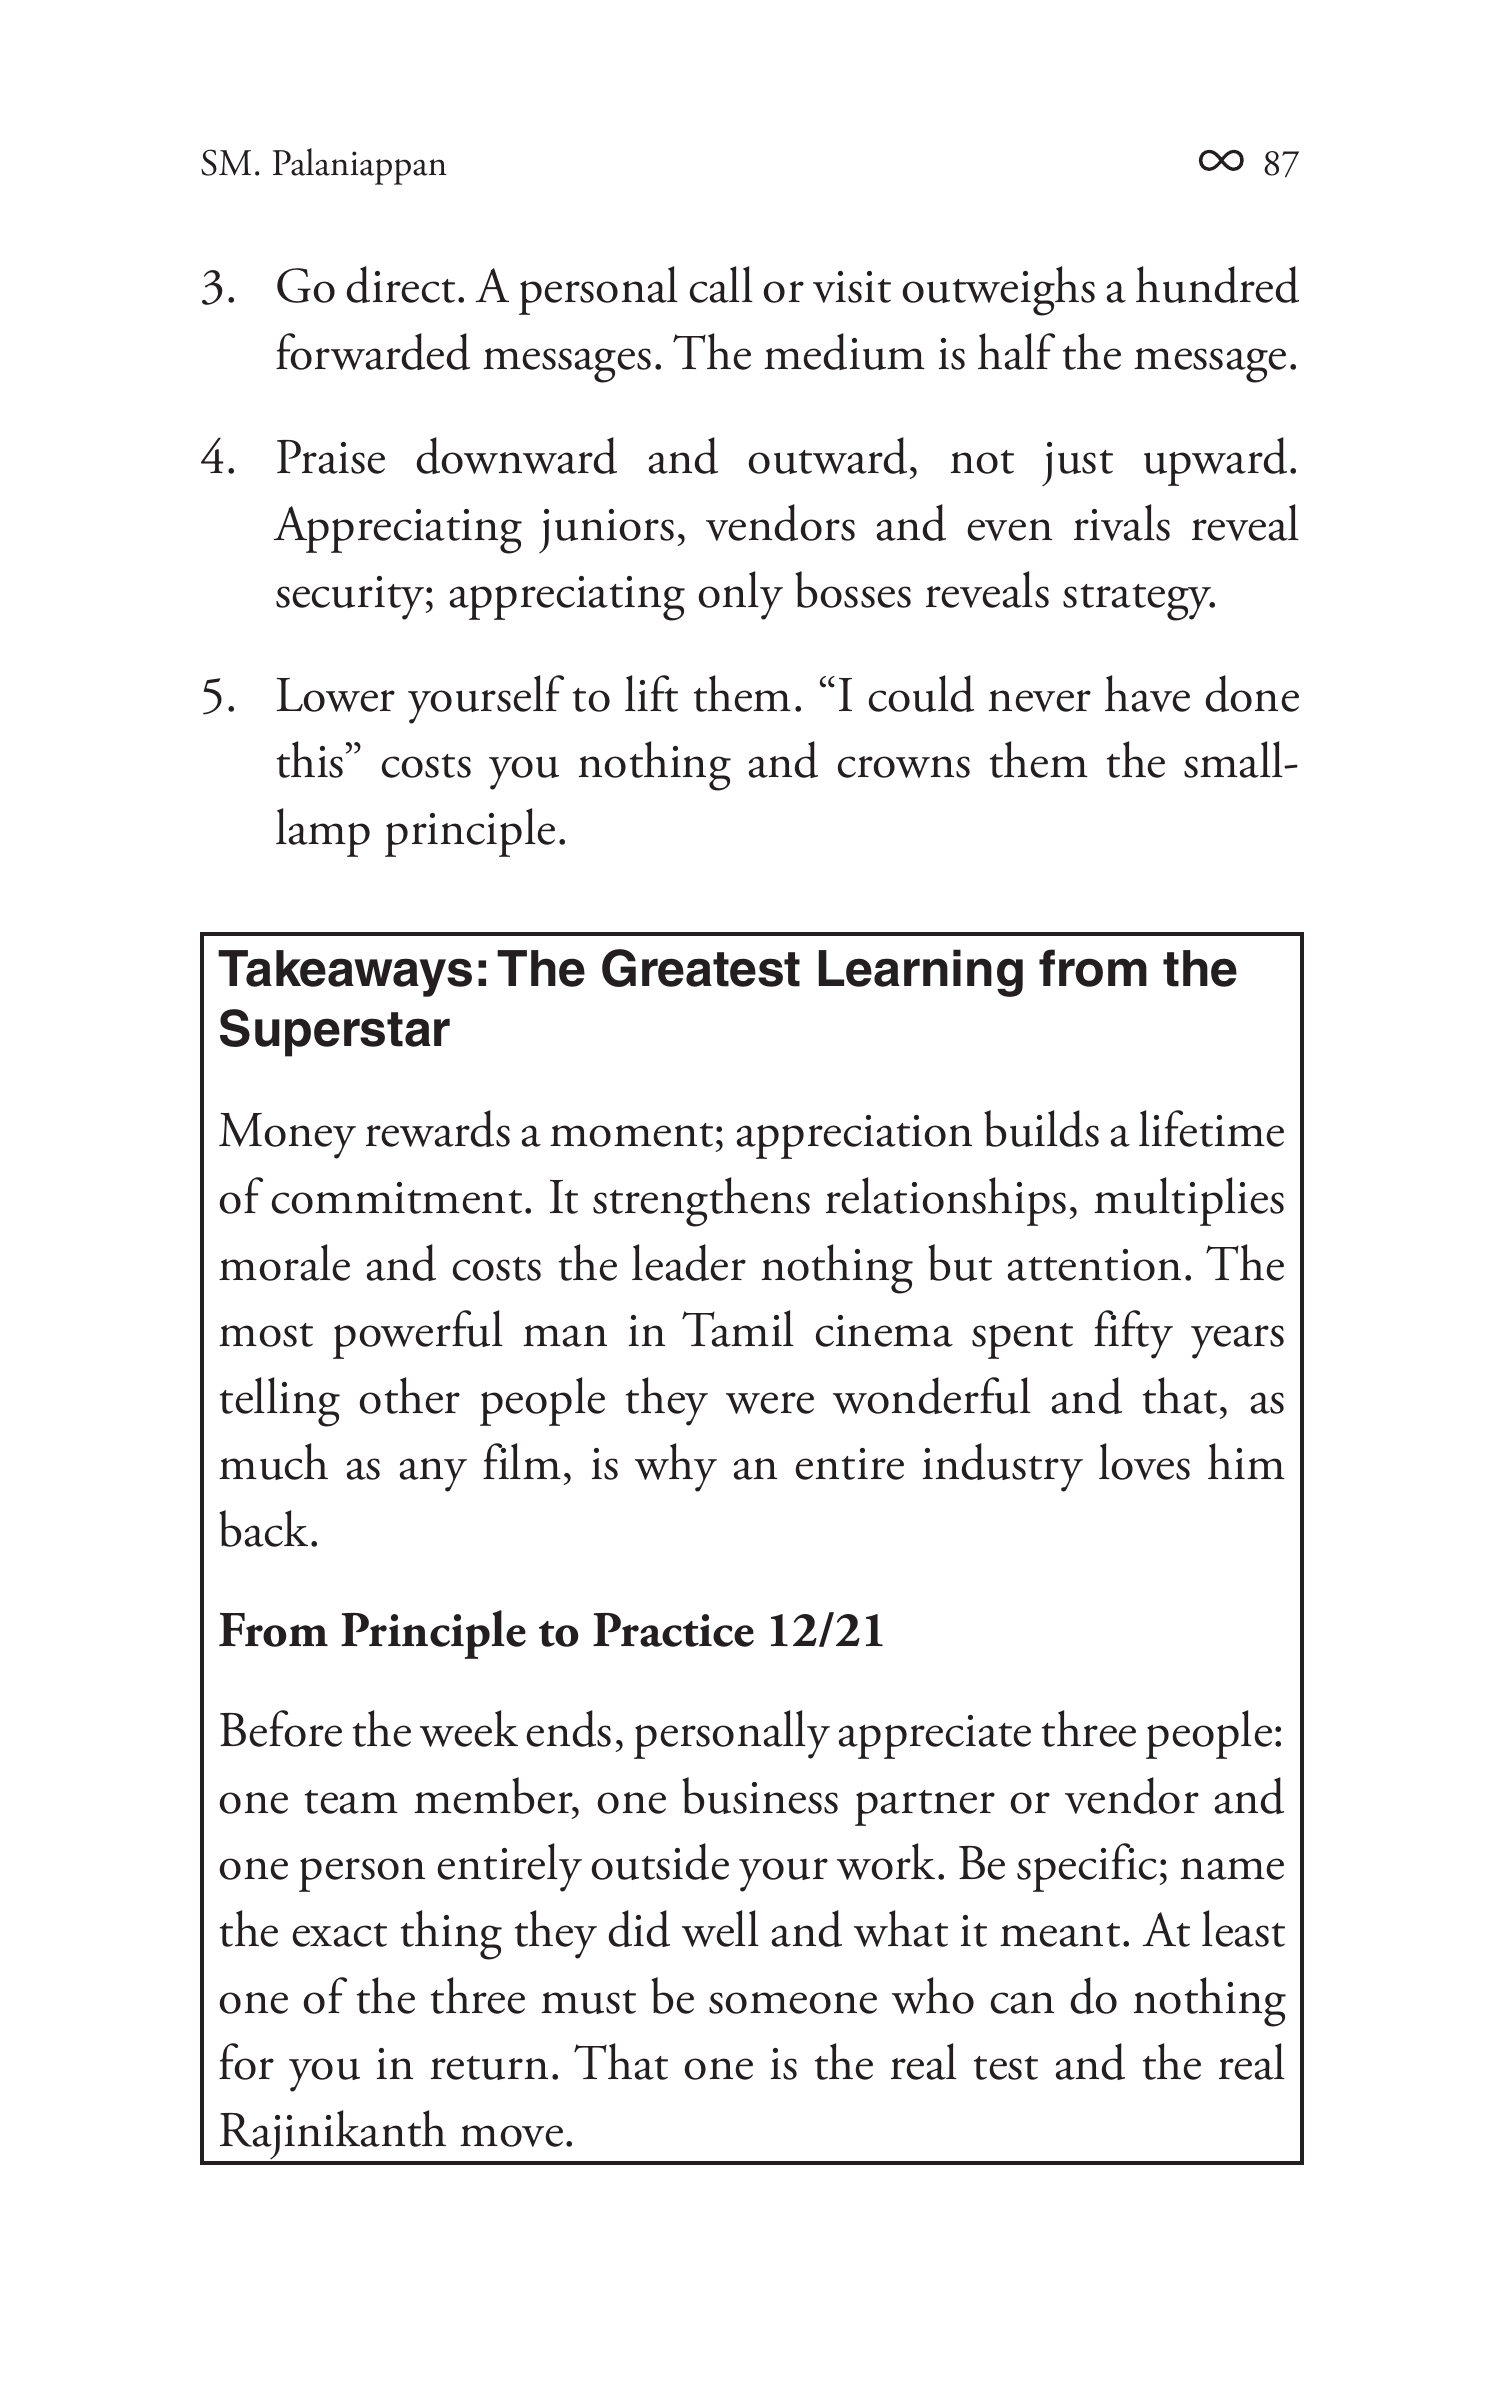 SM. Palaniappan ∞ 87
3. Go direct. A personal call or visit outweighs a hundred
forwarded messages. The medium is half the message.
4. Praise downward and outward, not just upward.
Appreciating juniors, vendors and even rivals reveal
security; appreciating only bosses reveals strategy.
5. Lower yourself to lift them. “I could never have done
this” costs you nothing and crowns them the small-
lamp principle.
Takeaways: The Greatest Learning from the
Superstar
Money rewards a moment; appreciation builds a lifetime
of commitment. It strengthens relationships, multiplies
morale and costs the leader nothing but attention. The
most powerful man in Tamil cinema spent fifty years
telling other people they were wonderful and that, as
much as any film, is why an entire industry loves him
back.
From Principle to Practice 12/21
Before the week ends, personally appreciate three people:
one team member, one business partner or vendor and
one person entirely outside your work. Be specific; name
the exact thing they did well and what it meant. At least
one of the three must be someone who can do nothing
for you in return. That one is the real test and the real
Rajinikanth move.